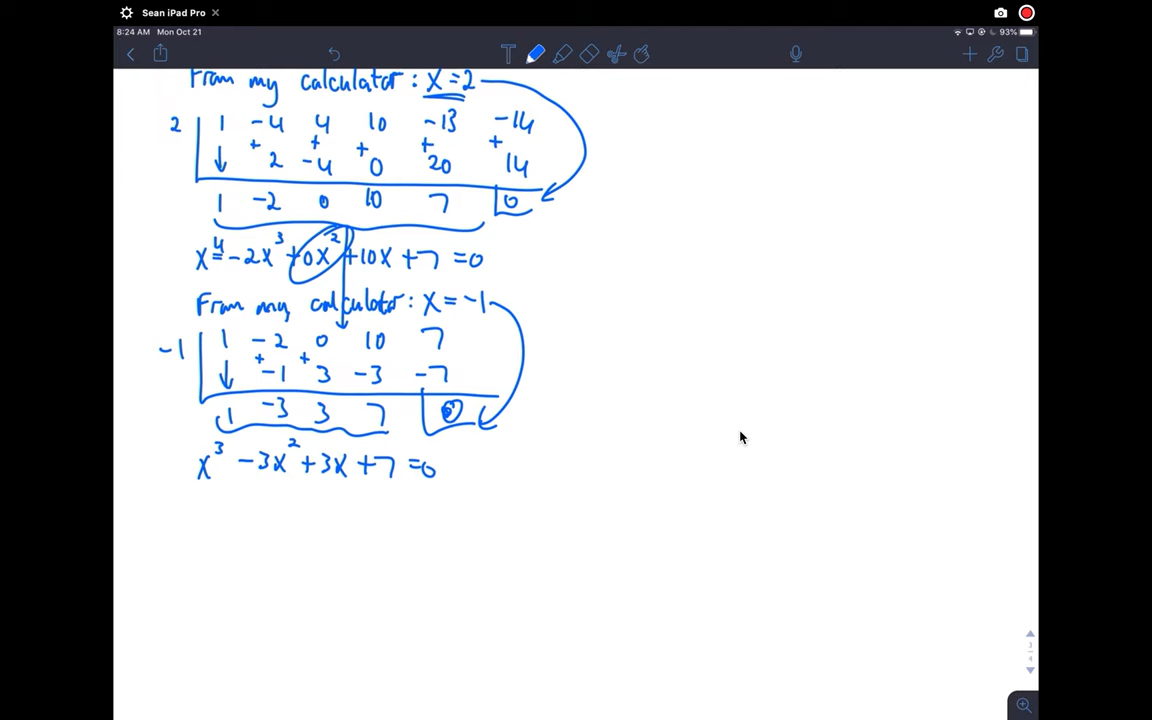 Sean iPad Pro
8:24 AM Mon Oct 21
93%
From my calculator: x = 2
2 | 1 -4 4 10 -13 -14
↓ + 2 + -4 + 0 + 20 + 14
1 -2 0 10 7 0
x⁴ - 2x³ + 0x² + 10x + 7 = 0
From my calculator: x = -1
-1 | 1 -2 0 10 7
↓ + -1 + 3 -3 -7
1 -3 3 7 0
x³ - 3x² + 3x + 7 = 0
3
4